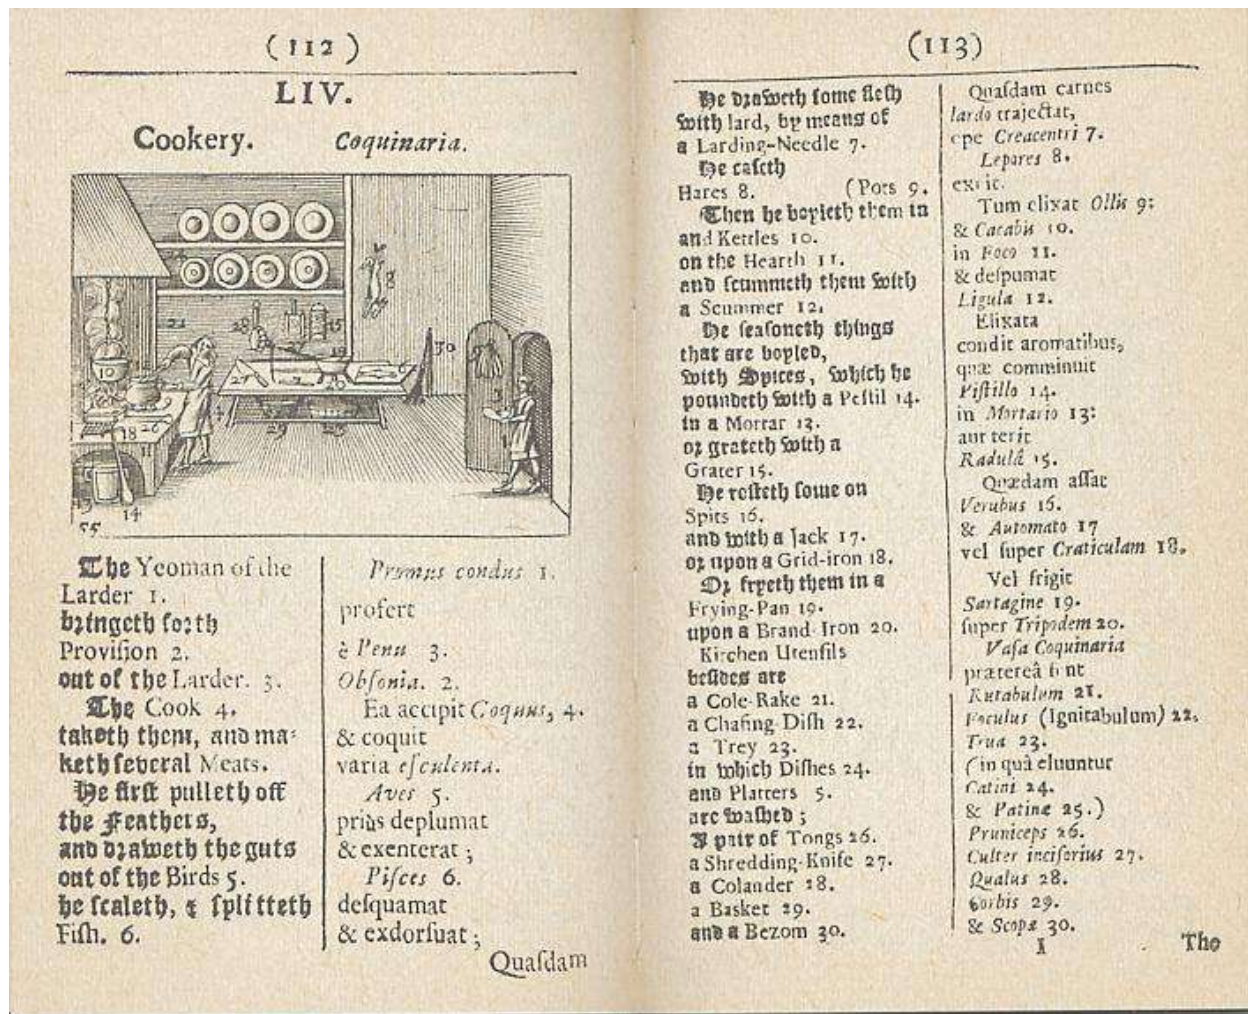 (112)
LIV.
Cookery. Coquinaria.
The Yeoman of the
Larder 1.
bringeth forth
Proviſion 2.
out of the Larder. 3.
The Cook 4.
taketh them, and ma⸗
keth ſeveral Meats.
He firſt pulleth off
the Feathers,
and draweth the guts
out of the Birds 5.
he ſcaleth, & ſplitteth
Fiſh. 6.
Promus condus 1.
profert
è Penu 3.
Obſonia. 2.
Ea accipit Coquus, 4.
& coquit
varia eſculenta.
Aves 5.
priùs deplumat
& exenterat;
Piſces 6.
deſquamat
& exdorſuat;
Quaſdam
(113)
He draweth ſome fleſh
with lard, by means of
a Larding-Needle 7.
He caſeth
Hares 8. (Pots 9.
Then he boyleth them in
and Kettles 10.
on the Hearth 11.
and ſcummeth them with
a Scummer 12.
He ſeaſoneth things
that are boyled,
with Spices, which he
poundeth with a Peſtil 14.
in a Mortar 13.
or grateth with a
Grater 15.
He roſteth ſome on
Spits 16.
and with a Jack 17.
or upon a Grid-iron 18.
Or fryeth them in a
Frying-Pan 19.
upon a Brand-Iron 20.
Kitchen Utenſils
beſides are
a Cole-Rake 21.
a Chafing-Diſh 22.
a Trey 23.
in which Diſhes 24.
and Platters 5.
are waſhed;
A pair of Tongs 26.
a Shredding-Knife 27.
a Colander 28.
a Basket 29.
and a Bezom 30.
Quaſdam carnes
lardo trajectat,
ope Creacentri 7.
Lepores 8.
exuit.
Tum elixat Ollis 9:
& Cacabis 10.
in Foco 11.
& deſpumat
Ligula 12.
Elixata
condit aromatibus,
quæ comminuit
Piſtillo 14.
in Mortario 13:
aut terit
Radulâ 15.
Quædam aſſat
Verubus 16.
& Automato 17
vel ſuper Craticulam 18.
Vel frigit
Sartagine 19.
ſuper Tripodem 20.
Vaſa Coquinaria
prætereâ ſunt
Rutabulum 21.
Foculus (Ignitabulum) 22.
Trua 23.
(in quâ eluuntur
Catini 24.
& Patinæ 25.)
Pruniceps 26.
Culter inciſorius 27.
Qualus 28.
Corbis 29.
& Scopæ 30.
I The